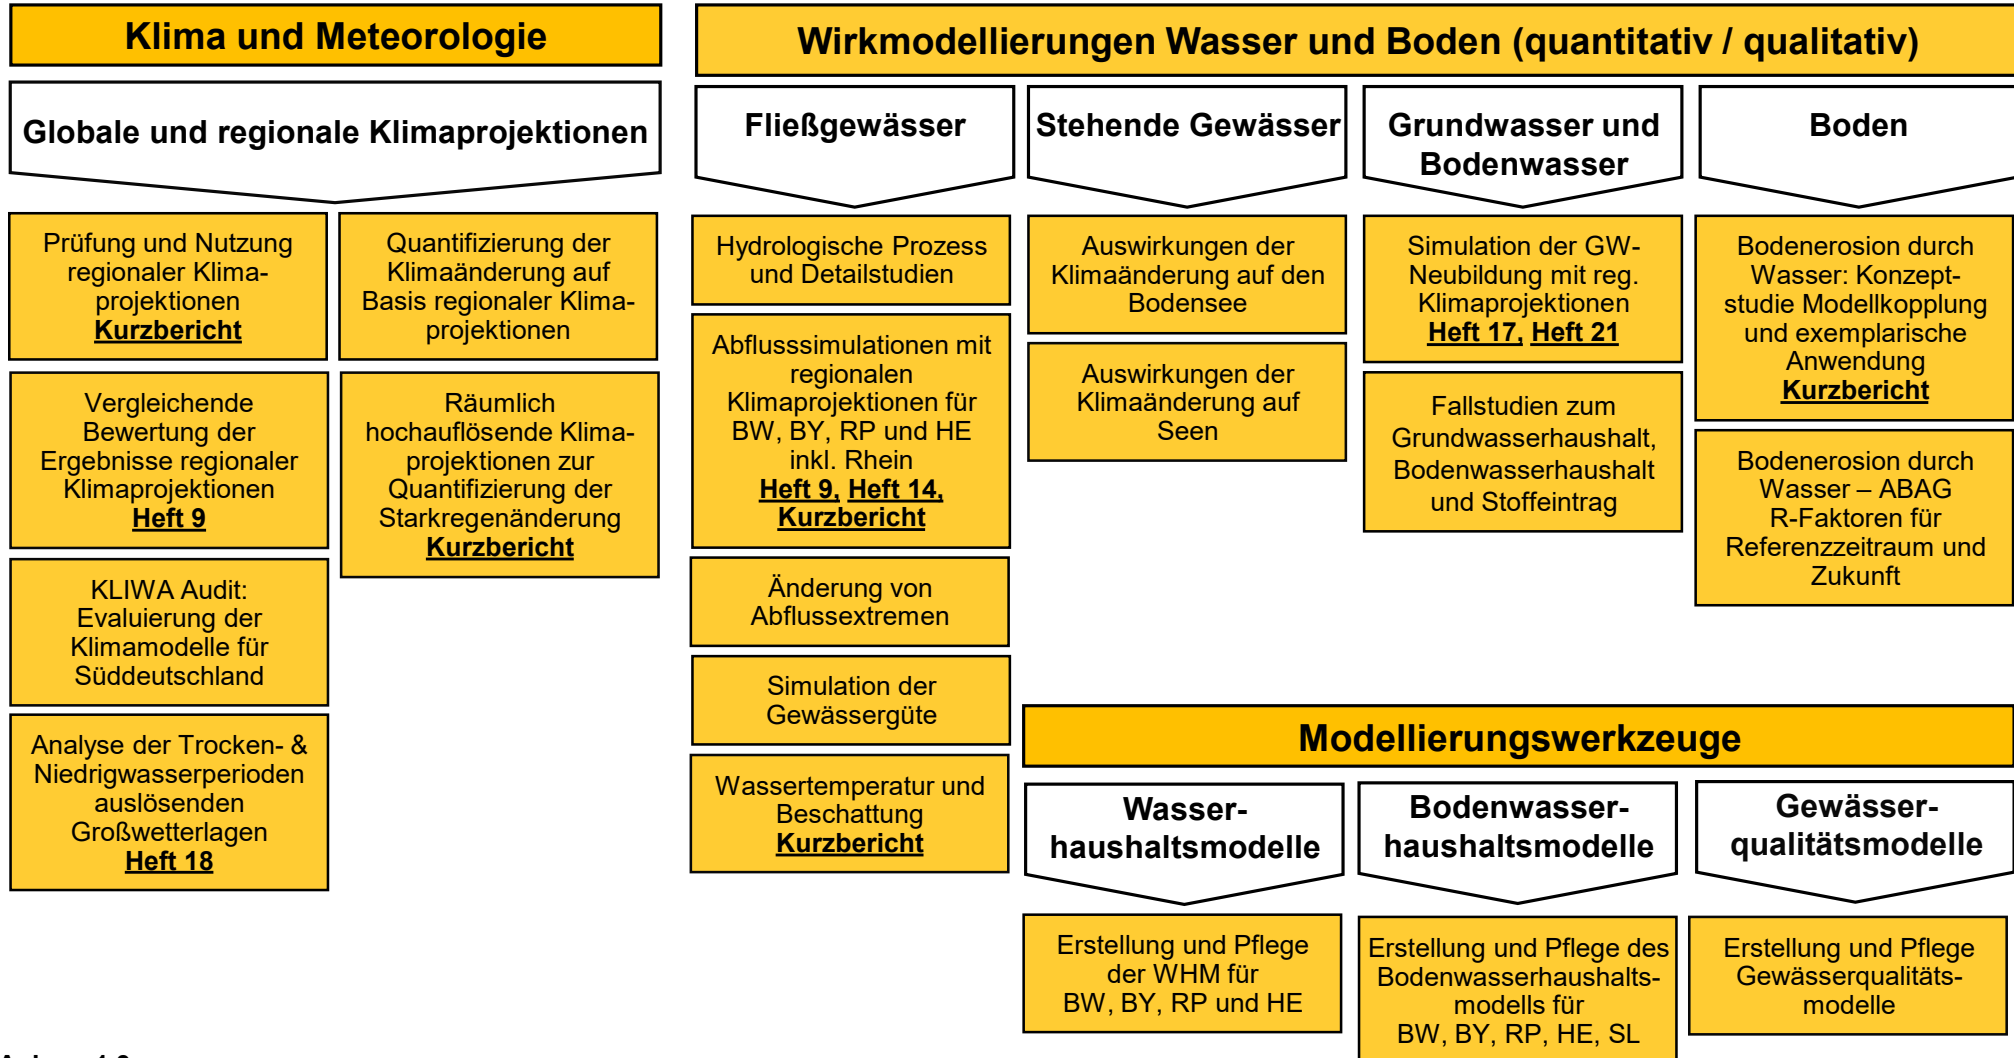 Klima und Meteorologie
Globale und regionale Klimaprojektionen
Prüfung und Nutzung
regionaler Klima-
projektionen
Kurzbericht
Vergleichende
Bewertung der
Ergebnisse regionaler
Klimaprojektionen
Heft 9
KLIWA Audit:
Evaluierung der
Klimamodelle für
Süddeutschland
Analyse der Trocken- &
Niedrigwasserperioden
auslösenden
Großwetterlagen
Heft 18
Quantifizierung der
Klimaänderung auf
Basis regionaler Klima-
projektionen
Räumlich
hochauflösende Klima-
projektionen zur
Quantifizierung der
Starkregenänderung
Kurzbericht
Wirkmodellierungen Wasser und Boden (quantitativ / qualitativ)
Fließgewässer
Hydrologische Prozess
und Detailstudien
Abflusssimulationen mit
regionalen
Klimaprojektionen für
BW, BY, RP und HE
inkl. Rhein
Heft 9, Heft 14,
Kurzbericht
Änderung von
Abflussextremen
Simulation der
Gewässergüte
Wassertemperatur und
Beschattung
Kurzbericht
Stehende Gewässer
Auswirkungen der
Klimaänderung auf den
Bodensee
Auswirkungen der
Klimaänderung auf
Seen
Grundwasser und
Bodenwasser
Simulation der GW-
Neubildung mit reg.
Klimaprojektionen
Heft 17, Heft 21
Fallstudien zum
Grundwasserhaushalt,
Bodenwasserhaushalt
und Stoffeintrag
Boden
Bodenerosion durch
Wasser: Konzept-
studie Modellkopplung
und exemplarische
Anwendung
Kurzbericht
Bodenerosion durch
Wasser – ABAG
R-Faktoren für
Referenzzeitraum und
Zukunft
Modellierungswerkzeuge
Wasser-
haushaltsmodelle
Erstellung und Pflege
der WHM für
BW, BY, RP und HE
Bodenwasser-
haushaltsmodelle
Erstellung und Pflege des
Bodenwasserhaushalts-
modells für
BW, BY, RP, HE, SL
Gewässer-
qualitätsmodelle
Erstellung und Pflege
Gewässerqualitäts-
modelle